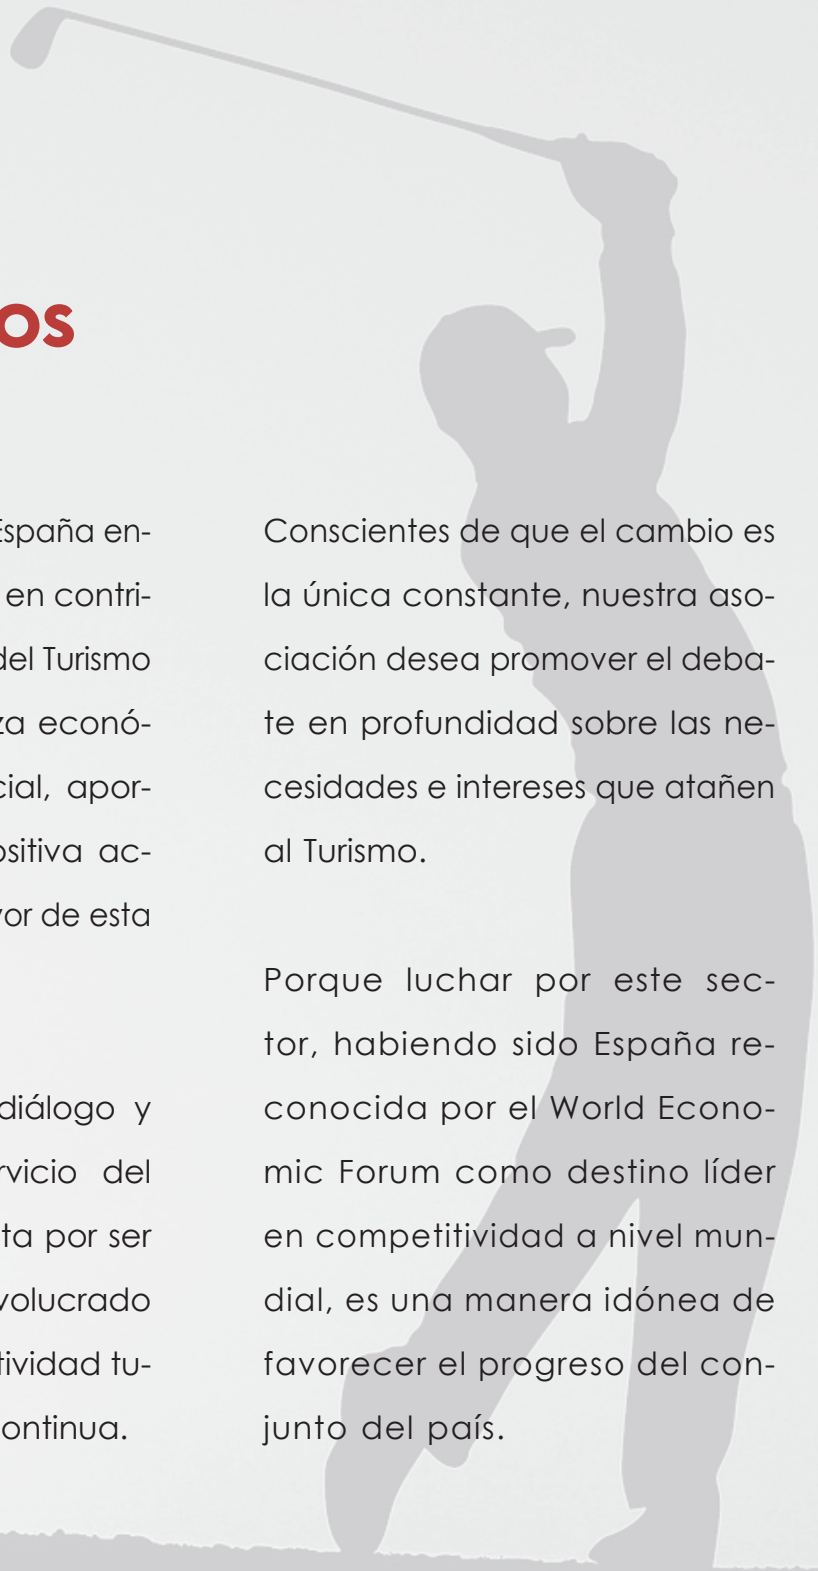 os
España en-
en contri-
del Turismo
za econó-
cial, apor-
ositiva ac-
vor de esta
diálogo y
rvicio del
ta por ser
volucrado
tividad tu-
ontinua.
Conscientes de que el cambio es
la única constante, nuestra aso-
ciación desea promover el deba-
te en profundidad sobre las ne-
cesidades e intereses que atañen
al Turismo.
Porque luchar por este sec-
tor, habiendo sido España re-
conocida por el World Econo-
mic Forum como destino líder
en competitividad a nivel mun-
dial, es una manera idónea de
favorecer el progreso del con-
junto del país.